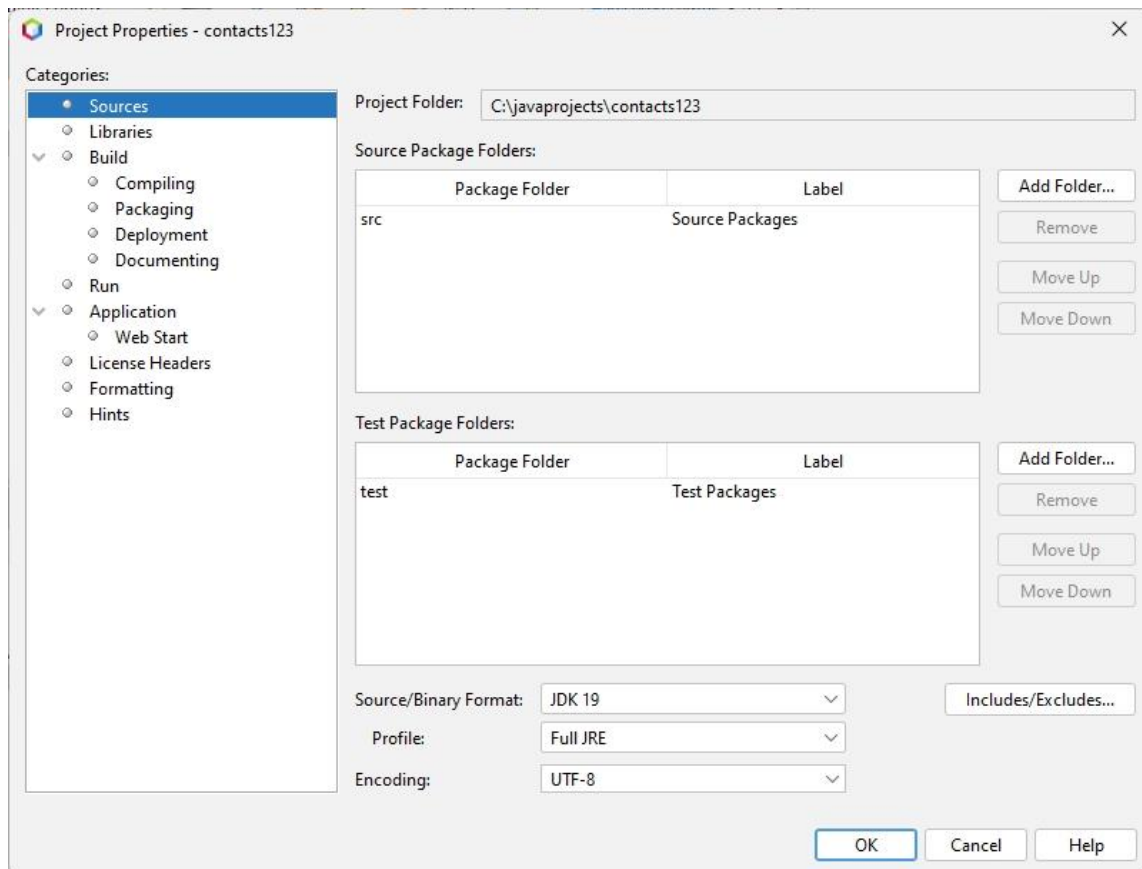 Project Properties - contacts123
Categories:
Sources
Libraries
Build
Compiling
Packaging
Deployment
Documenting
Run
Application
Web Start
License Headers
Formatting
Hints
Project Folder: C:\javaprojects\contacts123
Source Package Folders:
Package Folder Label
src Source Packages
Add Folder...
Remove
Move Up
Move Down
Test Package Folders:
Package Folder Label
test Test Packages
Add Folder...
Remove
Move Up
Move Down
Source/Binary Format: JDK 19
Includes/Excludes...
Profile: Full JRE
Encoding: UTF-8
OK Cancel Help